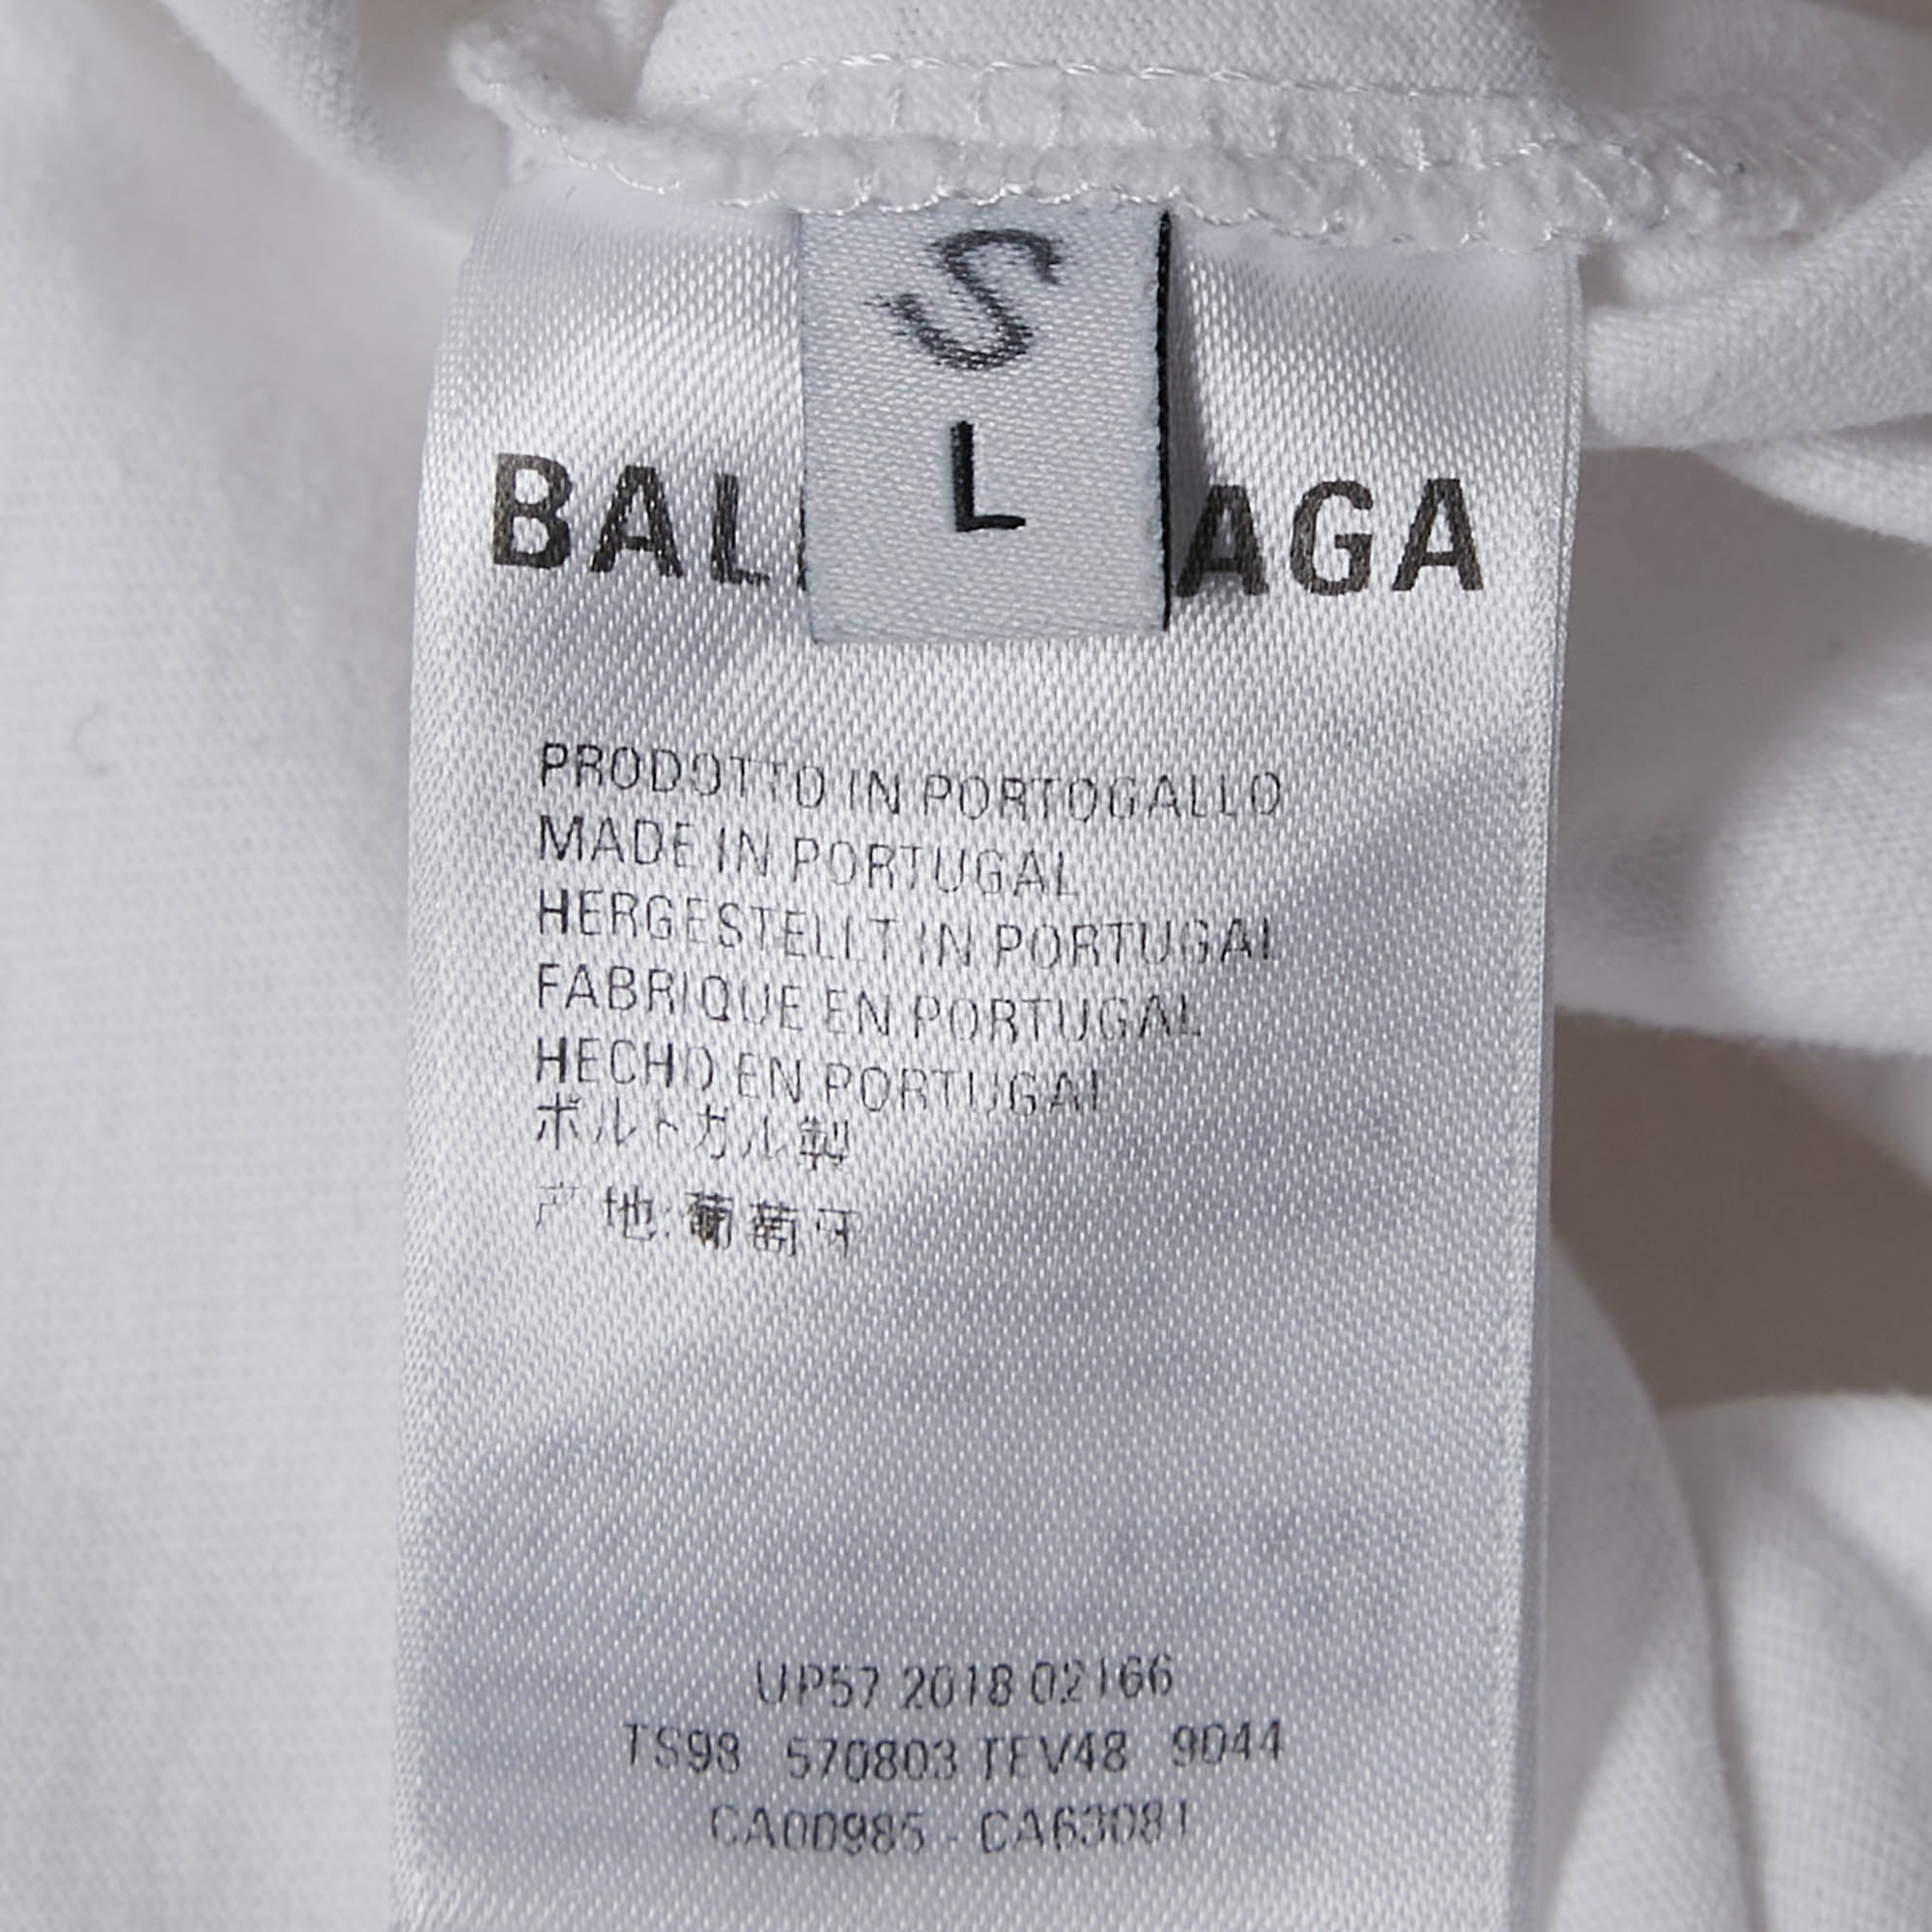 S
L
BAL AGA
PRODOTTO IN PORTOGALLO
MADE IN PORTUGAL
HERGESTELLT IN PORTUGAL
FABRIQUE EN PORTUGAL
HECHO EN PORTUGAL
ポルトガル製
产地:葡萄牙
UP57 2018 02166
TS98 570803 TEV48 9044
CA00985 - CA63081